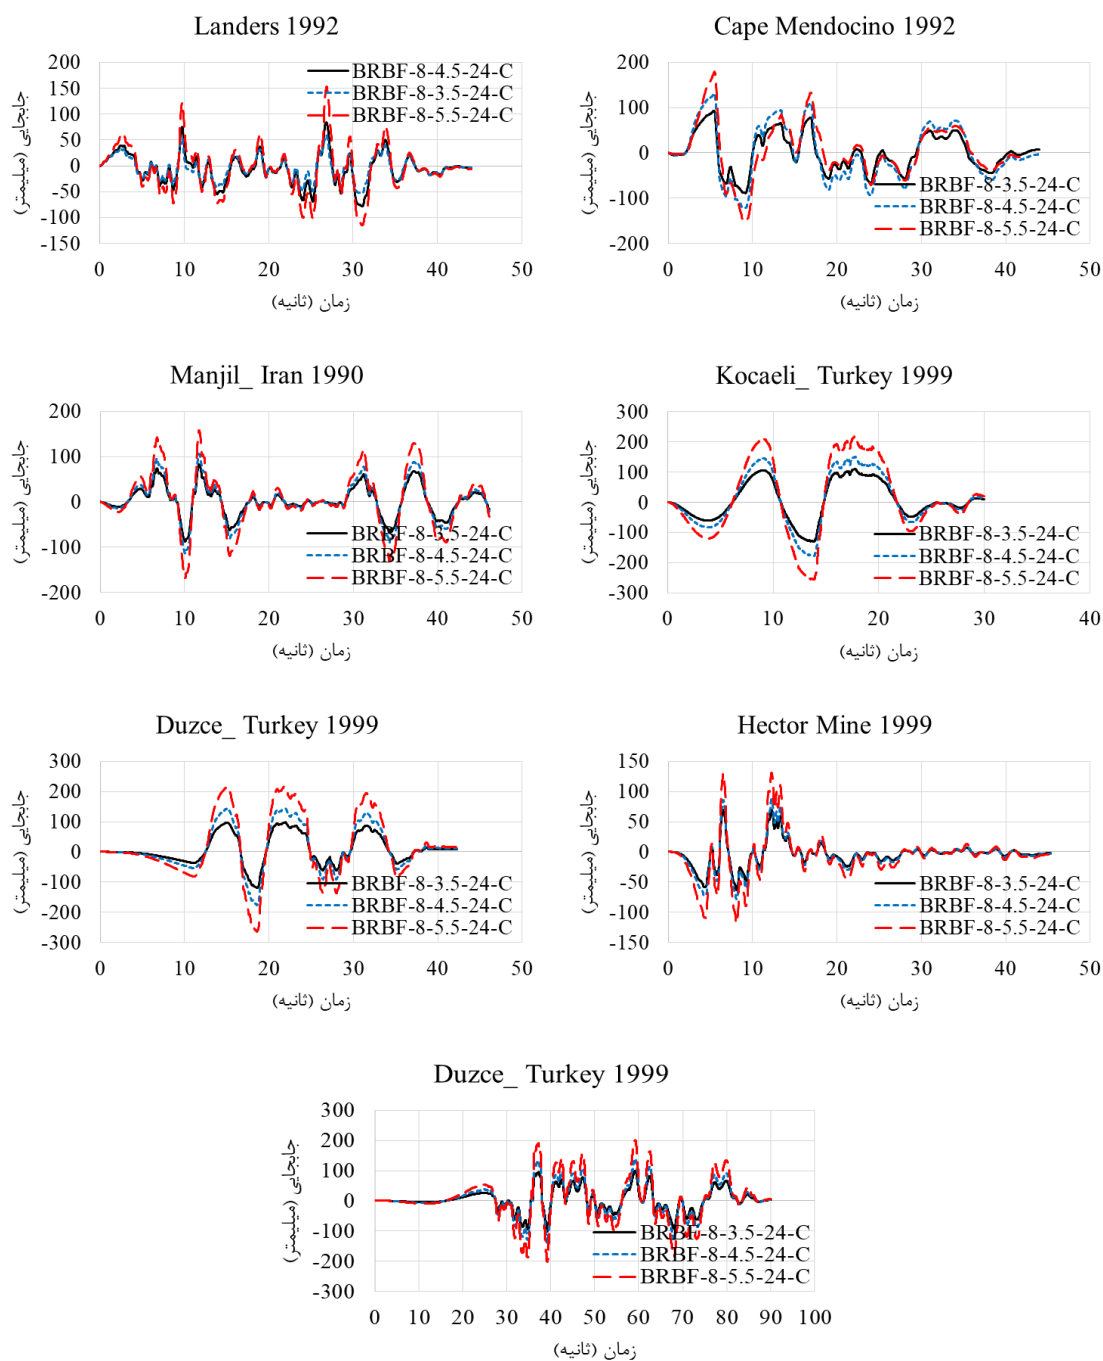 Landers 1992
جابجایی (میلیمتر)
200
150
100
50
0
-50
-100
-150
BRBF-8-4.5-24-C
BRBF-8-3.5-24-C
BRBF-8-5.5-24-C
0 10 20 30 40 50
زمان (ثانیه)
Cape Mendocino 1992
جابجایی (میلیمتر)
200
100
0
-100
-200
BRBF-8-3.5-24-C
BRBF-8-4.5-24-C
BRBF-8-5.5-24-C
0 10 20 30 40 50
زمان (ثانیه)
Manjil_ Iran 1990
جابجایی (میلیمتر)
200
100
0
-100
-200
BRBF-8-3.5-24-C
BRBF-8-4.5-24-C
BRBF-8-5.5-24-C
0 10 20 30 40 50
زمان (ثانیه)
Kocaeli_ Turkey 1999
جابجایی (میلیمتر)
300
200
100
0
-100
-200
-300
BRBF-8-3.5-24-C
BRBF-8-4.5-24-C
BRBF-8-5.5-24-C
0 10 20 30 40
زمان (ثانیه)
Duzce_ Turkey 1999
جابجایی (میلیمتر)
300
200
100
0
-100
-200
-300
BRBF-8-3.5-24-C
BRBF-8-4.5-24-C
BRBF-8-5.5-24-C
0 10 20 30 40 50
زمان (ثانیه)
Hector Mine 1999
جابجایی (میلیمتر)
150
100
50
0
-50
-100
-150
BRBF-8-3.5-24-C
BRBF-8-4.5-24-C
BRBF-8-5.5-24-C
0 10 20 30 40 50
زمان (ثانیه)
Duzce_ Turkey 1999
جابجایی (میلیمتر)
300
200
100
0
-100
-200
-300
BRBF-8-3.5-24-C
BRBF-8-4.5-24-C
BRBF-8-5.5-24-C
0 10 20 30 40 50 60 70 80 90 100
زمان (ثانیه)